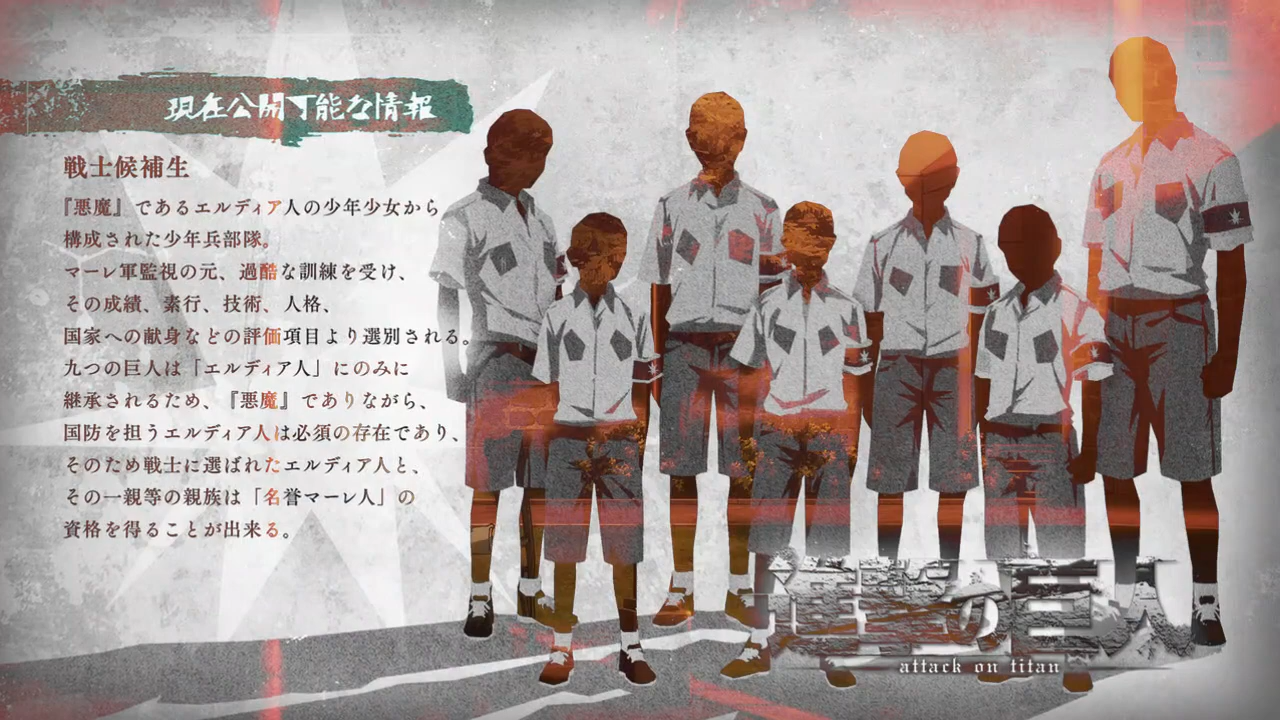 現在公開可能な情報
戦士候補生
『悪魔』であるエルディア人の少年少女から
構成された少年兵部隊。
マーレ軍監視の元、過酷な訓練を受け、
その成績、素行、技術、人格、
国家への献身などの評価項目より選別される。
九つの巨人は「エルディア人」にのみに
継承されるため、『悪魔』でありながら、
国防を担うエルディア人は必須の存在であり、
そのため戦士に選ばれたエルディア人と、
その一親等の親族は「名誉マーレ人」の
資格を得ることが出来る。
進撃の巨人
attack on titan